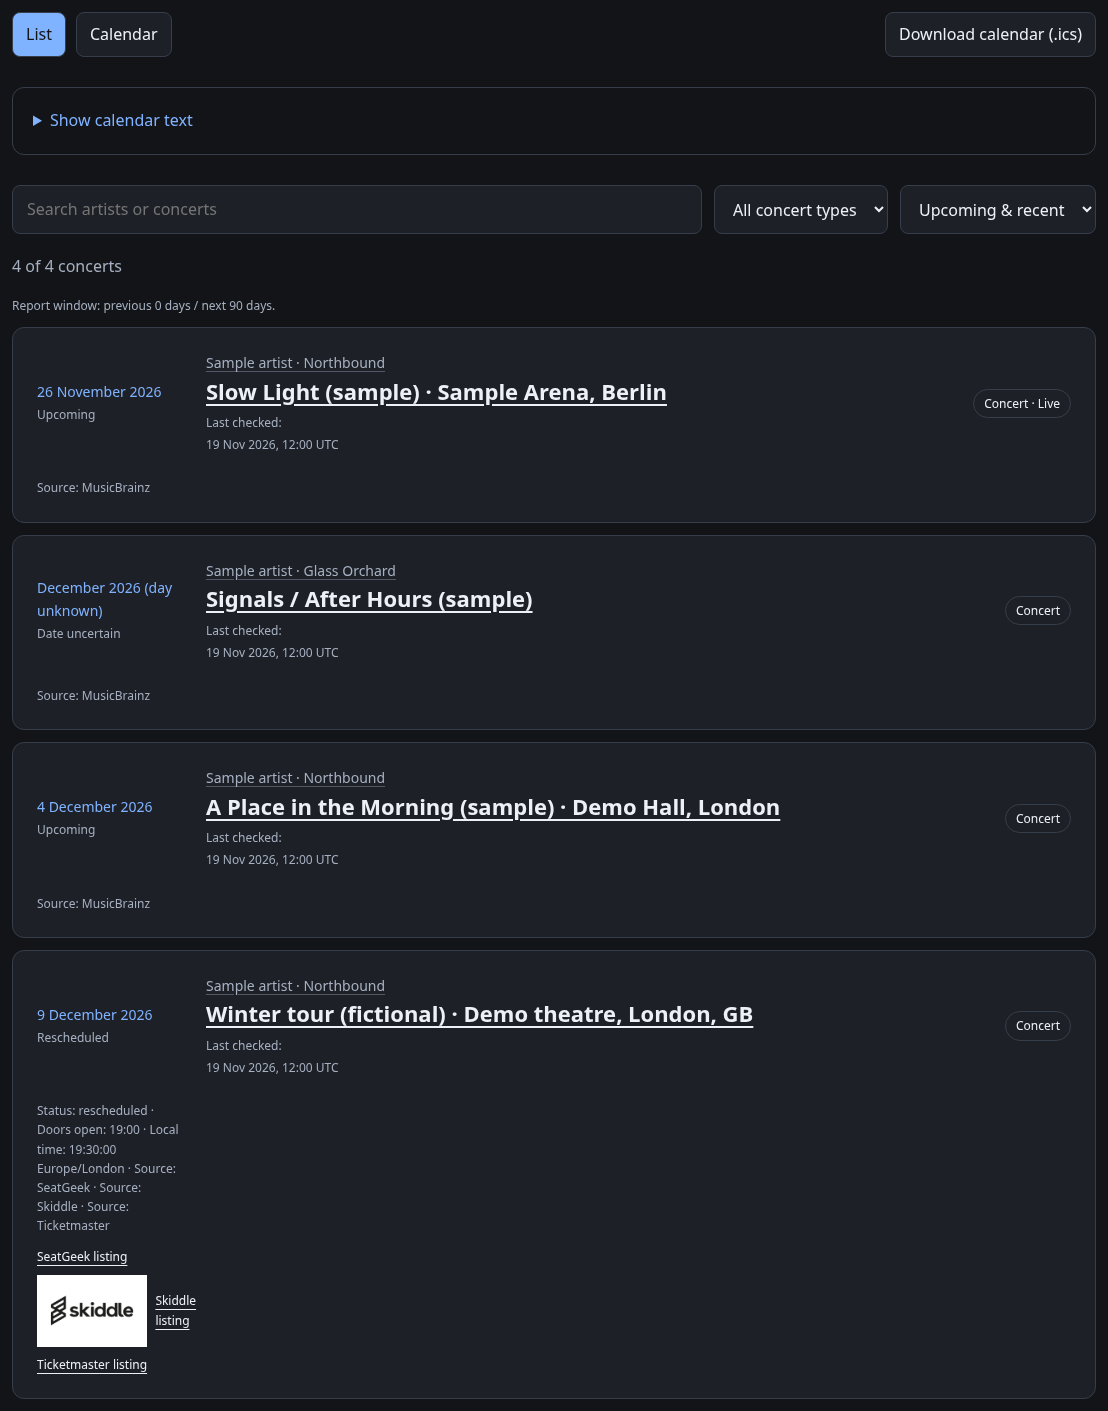 List
Calendar
Download calendar (.ics)
Show calendar text
Search artists or concerts
All concert types
Upcoming & recent
4 of 4 concerts
Report window: previous 0 days / next 90 days.
Sample artist · Northbound
26 November 2026
Upcoming
Slow Light (sample) · Sample Arena, Berlin
Last checked:
19 Nov 2026, 12:00 UTC
Concert · Live
Source: MusicBrainz
Sample artist · Glass Orchard
December 2026 (day
unknown)
Date uncertain
Signals / After Hours (sample)
Last checked:
19 Nov 2026, 12:00 UTC
Concert
Source: MusicBrainz
Sample artist · Northbound
4 December 2026
Upcoming
A Place in the Morning (sample) · Demo Hall, London
Last checked:
19 Nov 2026, 12:00 UTC
Concert
Source: MusicBrainz
Sample artist · Northbound
9 December 2026
Rescheduled
Winter tour (fictional) · Demo theatre, London, GB
Last checked:
19 Nov 2026, 12:00 UTC
Concert
Status: rescheduled ·
Doors open: 19:00 · Local
time: 19:30:00
Europe/London · Source:
SeatGeek · Source:
Skiddle · Source:
Ticketmaster
SeatGeek listing
skiddle
Skiddle
listing
Ticketmaster listing